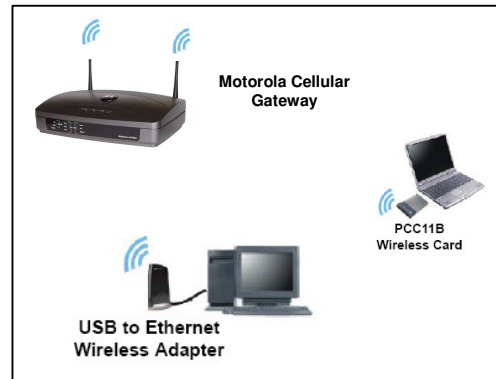 Motorola Cellular
Gateway
PCC11B
Wireless Card
USB to Ethernet
Wireless Adapter